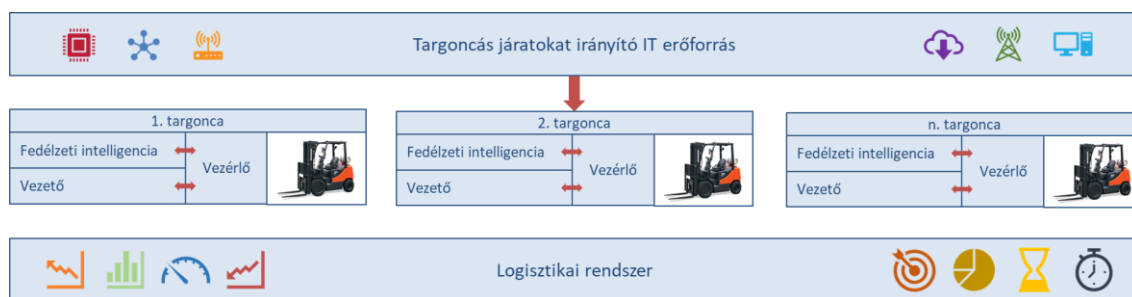 Targoncás járatokat irányító IT erőforrás
1. targonca
Fedélzeti intelligencia
Vezérlő
Vezető
2. targonca
Fedélzeti intelligencia
Vezérlő
Vezető
n. targonca
Fedélzeti intelligencia
Vezérlő
Vezető
Logisztikai rendszer